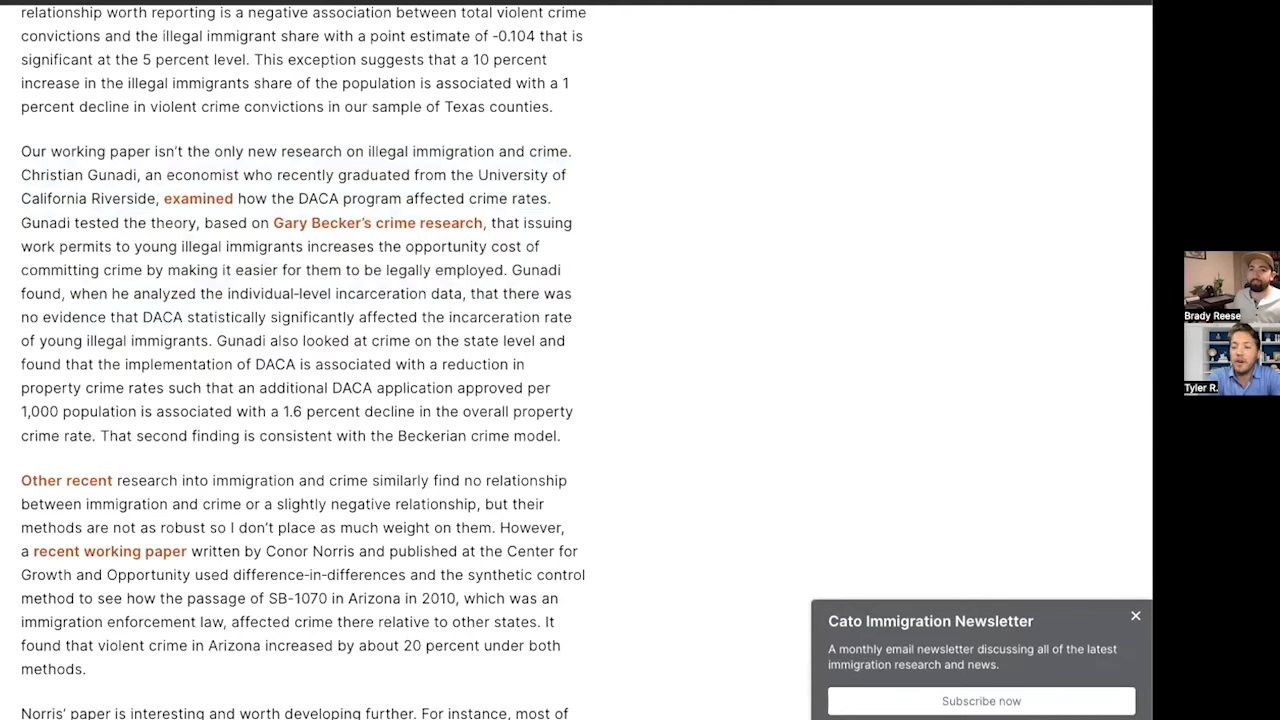 relationship worth reporting is a negative association between total violent crime
convictions and the illegal immigrant share with a point estimate of -0.104 that is
significant at the 5 percent level. This exception suggests that a 10 percent
increase in the illegal immigrants share of the population is associated with a 1
percent decline in violent crime convictions in our sample of Texas counties.
Our working paper isn't the only new research on illegal immigration and crime.
Christian Gunadi, an economist who recently graduated from the University of
California Riverside, examined how the DACA program affected crime rates.
Gunadi tested the theory, based on Gary Becker's crime research, that issuing
work permits to young illegal immigrants increases the opportunity cost of
committing crime by making it easier for them to be legally employed. Gunadi
found, when he analyzed the individual-level incarceration data, that there was
no evidence that DACA statistically significantly affected the incarceration rate
of young illegal immigrants. Gunadi also looked at crime on the state level and
found that the implementation of DACA is associated with a reduction in
property crime rates such that an additional DACA application approved per
1,000 population is associated with a 1.6 percent decline in the overall property
crime rate. That second finding is consistent with the Beckerian crime model.
Other recent research into immigration and crime similarly find no relationship
between immigration and crime or a slightly negative relationship, but their
methods are not as robust so I don't place as much weight on them. However,
a recent working paper written by Conor Norris and published at the Center for
Growth and Opportunity used difference-in-differences and the synthetic control
method to see how the passage of SB-1070 in Arizona in 2010, which was an
immigration enforcement law, affected crime there relative to other states. It
found that violent crime in Arizona increased by about 20 percent under both
methods.
Norris' paper is interesting and worth developing further. For instance, most of
Cato Immigration Newsletter
A monthly email newsletter discussing all of the latest
immigration research and news.
Subscribe now
Brady Reese
Tyler R.